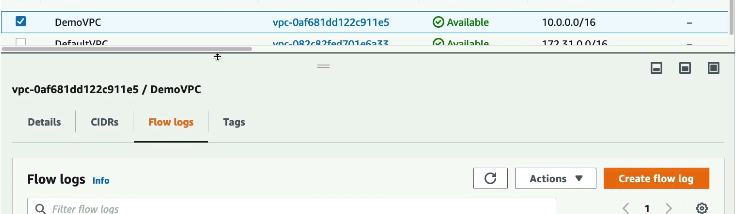 DemoVPC vpc-0af681dd122c911e5 Available 10.0.0.0/16 –
DefaultVPC vpc-082c82fed701e6a33 Available 172.31.0.0/16 –
vpc-0af681dd122c911e5 / DemoVPC
Details CIDRs Flow logs Tags
Flow logs Info Actions Create flow log
Filter flow logs 1